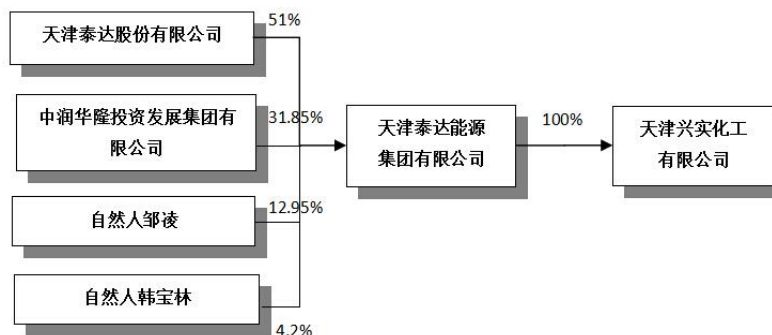 天津泰达股份有限公司
51%
中润华隆投资发展集团有
限公司
31.85%
自然人邹凌
12.95%
自然人韩宝林
4.2%
天津泰达能源
集团有限公司
100%
天津兴实化工
有限公司